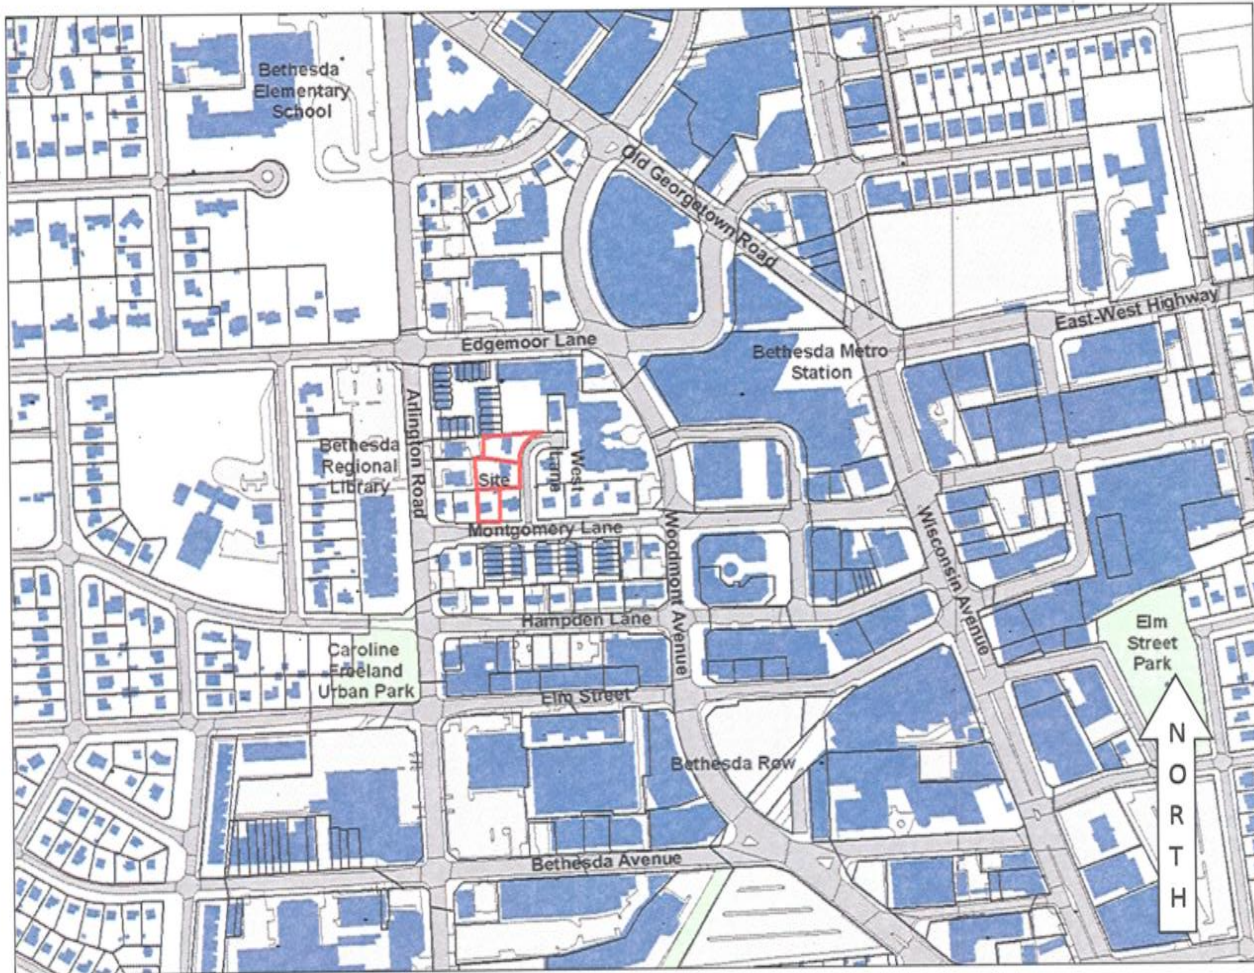 Bethesda
Elementary
School
Old Georgetown Road
East-West Highway
Edgemoor Lane
Bethesda Metro
Station
Arlington Road
Bethesda
Regional
Library
Site
West
Lane
Montgomery Lane
Woodmont Avenue
Wisconsin Avenue
Hampden Lane
Caroline
Freeland
Urban Park
Elm
Street
Park
Elm Street
Bethesda Row
Bethesda Avenue
NORTH